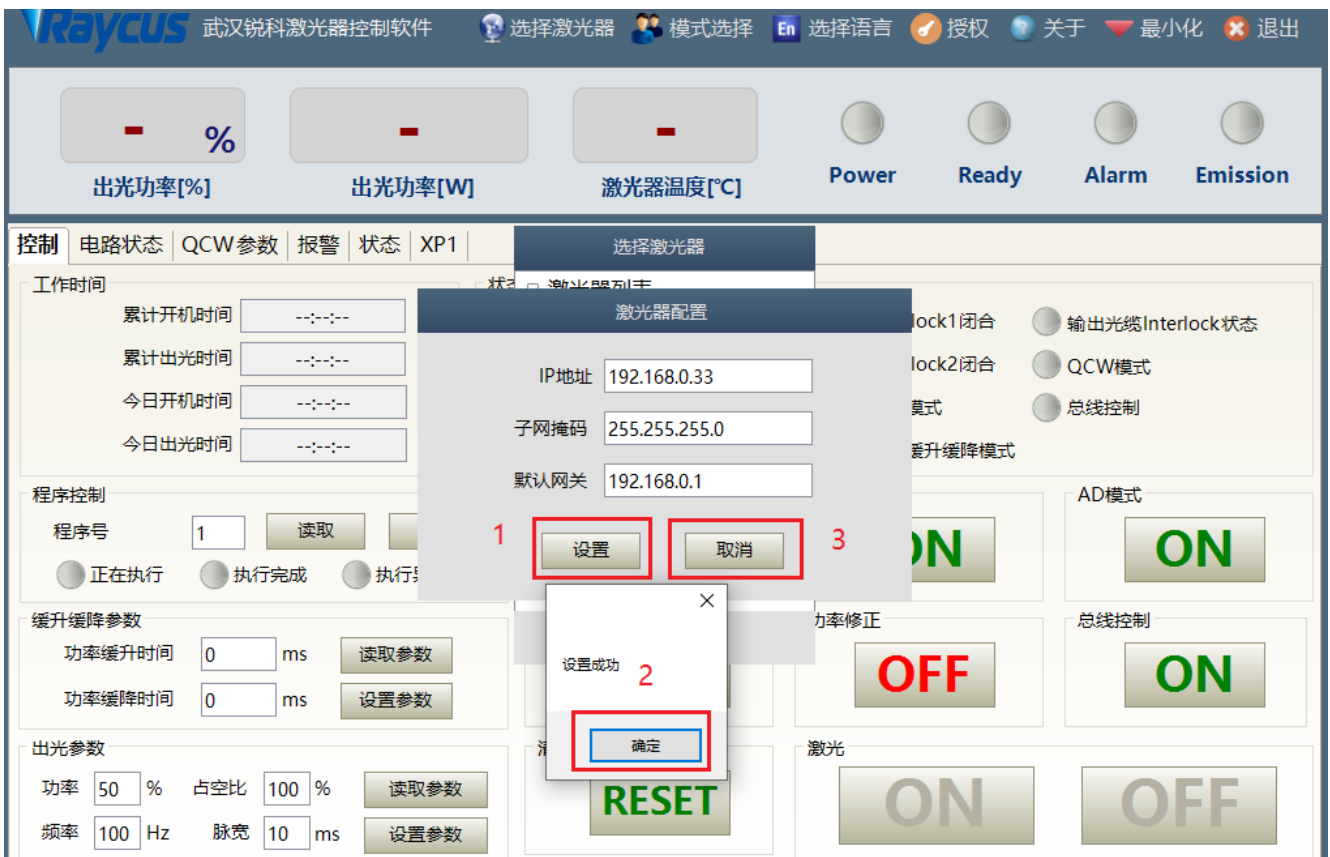 Raycus 武汉锐科激光器控制软件 选择激光器 模式选择 En 选择语言 授权 ? 关于 最小化 退出
- % - -
出光功率[%] 出光功率[W] 激光器温度[℃] Power Ready Alarm Emission
控制 电路状态 QCW参数 报警 状态 XP1 选择激光器
工作时间 激光器列表
激光器配置
累计开机时间 --:--:-- lock1闭合 输出光缆Interlock状态
累计出光时间 --:--:-- IP地址 192.168.0.33 lock2闭合 QCW模式
今日开机时间 --:--:-- 模式 总线控制
今日出光时间 --:--:-- 子网掩码 255.255.255.0 缓升缓降模式
程序控制 默认网关 192.168.0.1 AD模式
程序号 1 读取 1 设置 取消 3 ON
正在执行 执行完成 执行
缓升缓降参数 功率修正 总线控制
功率缓升时间 0 ms 读取参数 设置成功 2 OFF ON
功率缓降时间 0 ms 设置参数
出光参数 确定 激光
功率 50 % 占空比 100 % 读取参数 RESET ON OFF
频率 100 Hz 脉宽 10 ms 设置参数